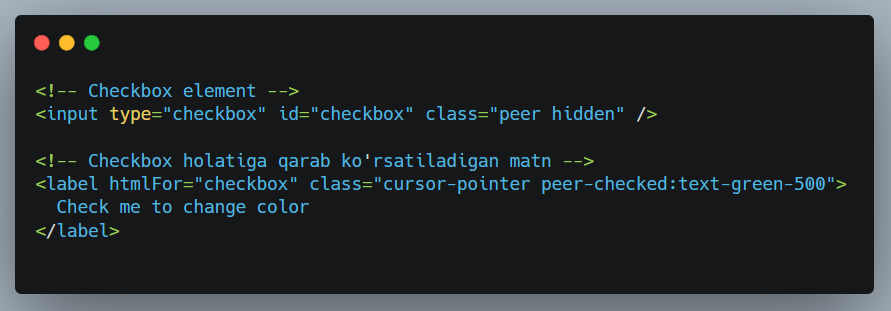 <!-- Checkbox element -->
<input type="checkbox" id="checkbox" class="peer hidden" />
<!-- Checkbox holatiga qarab ko'rsatiladigan matn -->
<label htmlFor="checkbox" class="cursor-pointer peer-checked:text-green-500">
  Check me to change color
</label>